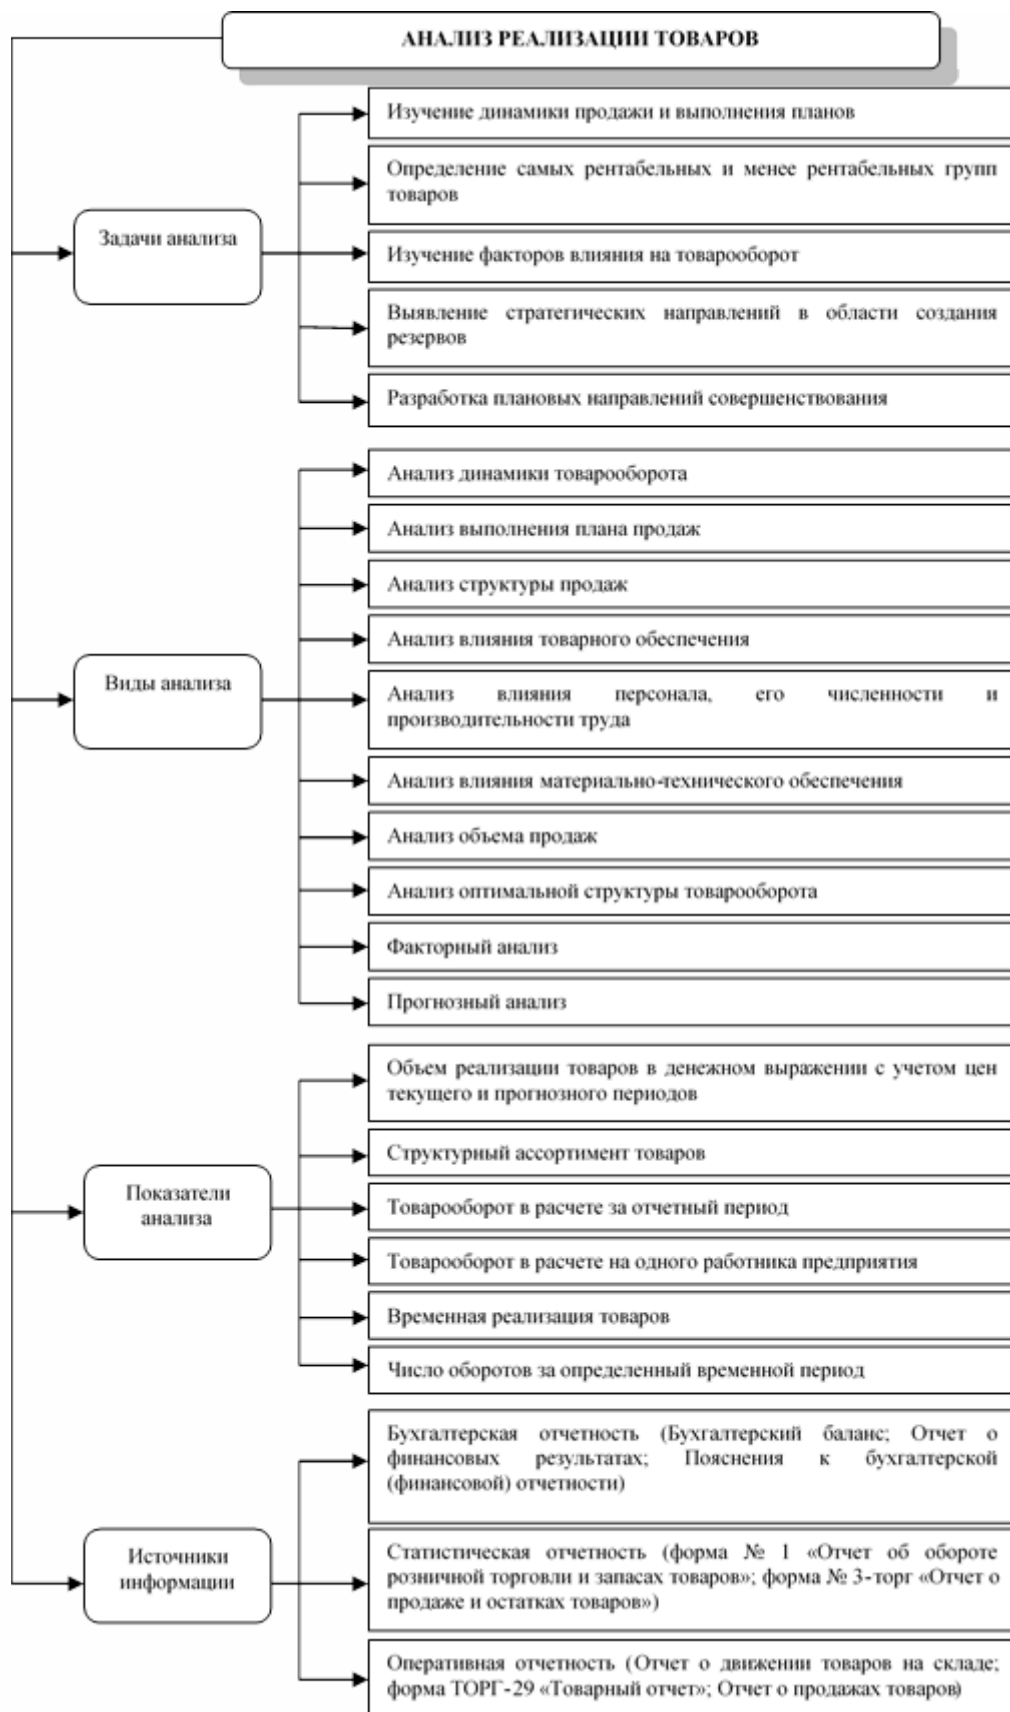 АНАЛИЗ РЕАЛИЗАЦИИ ТОВАРОВ
Задачи анализа
Изучение динамики продажи и выполнения планов
Определение самых рентабельных и менее рентабельных групп
товаров
Изучение факторов влияния на товарооборот
Выявление стратегических направлений в области создания
резервов
Разработка плановых направлений совершенствования
Виды анализа
Анализ динамики товарооборота
Анализ выполнения плана продаж
Анализ структуры продаж
Анализ влияния товарного обеспечения
Анализ влияния персонала, его численности и
производительности труда
Анализ влияния материально-технического обеспечения
Анализ объема продаж
Анализ оптимальной структуры товарооборота
Факторный анализ
Прогнозный анализ
Показатели
анализа
Объем реализации товаров в денежном выражении с учетом цен
текущего и прогнозного периодов
Структурный ассортимент товаров
Товарооборот в расчете за отчетный период
Товарооборот в расчете на одного работника предприятия
Временная реализация товаров
Число оборотов за определенный временной период
Источники
информации
Бухгалтерская отчетность (Бухгалтерский баланс; Отчет о
финансовых результатах; Пояснения к бухгалтерской
(финансовой) отчетности)
Статистическая отчетность (форма № 1 «Отчет об обороте
розничной торговли и запасах товаров»; форма № 3-торг «Отчет о
продаже и остатках товаров»)
Оперативная отчетность (Отчет о движении товаров на складе;
форма ТОРГ-29 «Товарный отчет»; Отчет о продажах товаров)